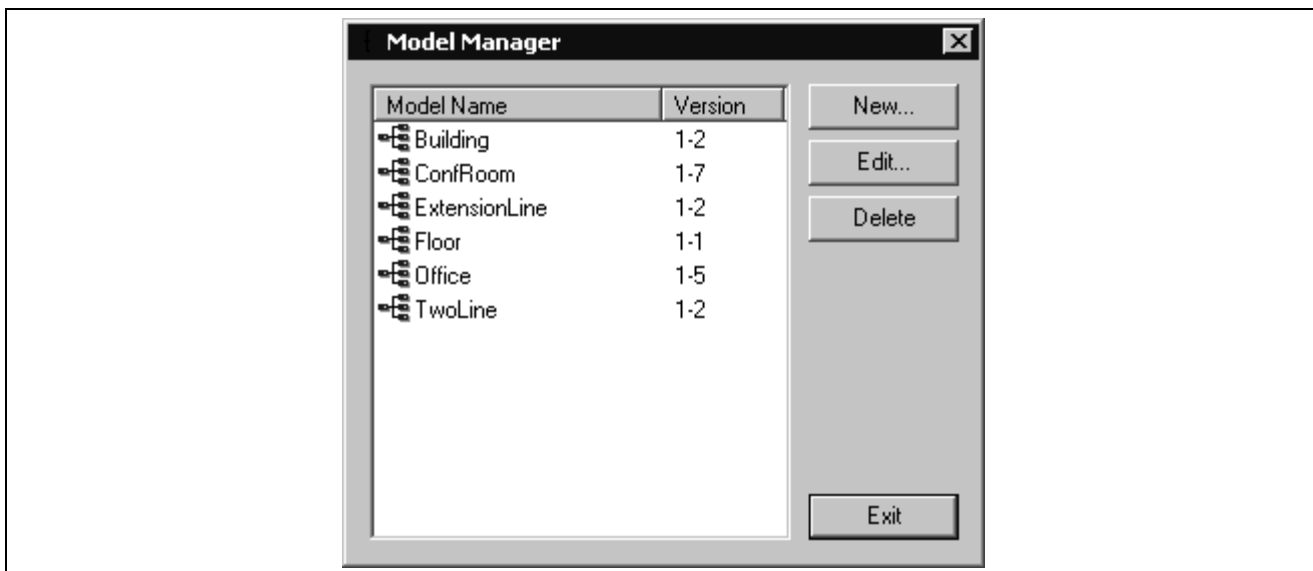 Model Manager
Model Name Version
Building 1-2
ConfRoom 1-7
ExtensionLine 1-2
Floor 1-1
Office 1-5
TwoLine 1-2
New...
Edit...
Delete
Exit